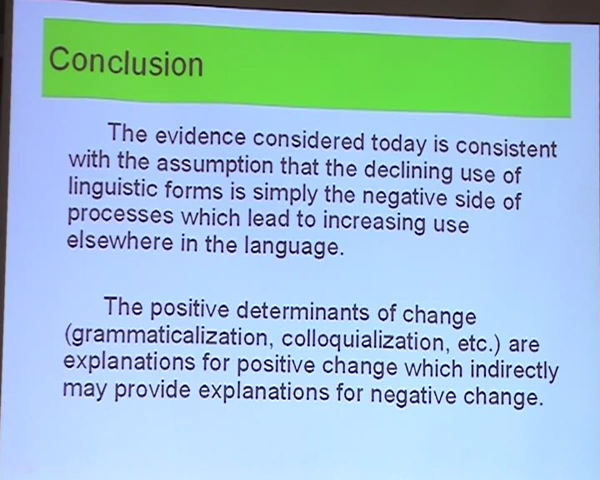 Conclusion
The evidence considered today is consistent
with the assumption that the declining use of
linguistic forms is simply the negative side of
processes which lead to increasing use
elsewhere in the language.
The positive determinants of change
(grammaticalization, colloquialization, etc.) are
explanations for positive change which indirectly
may provide explanations for negative change.